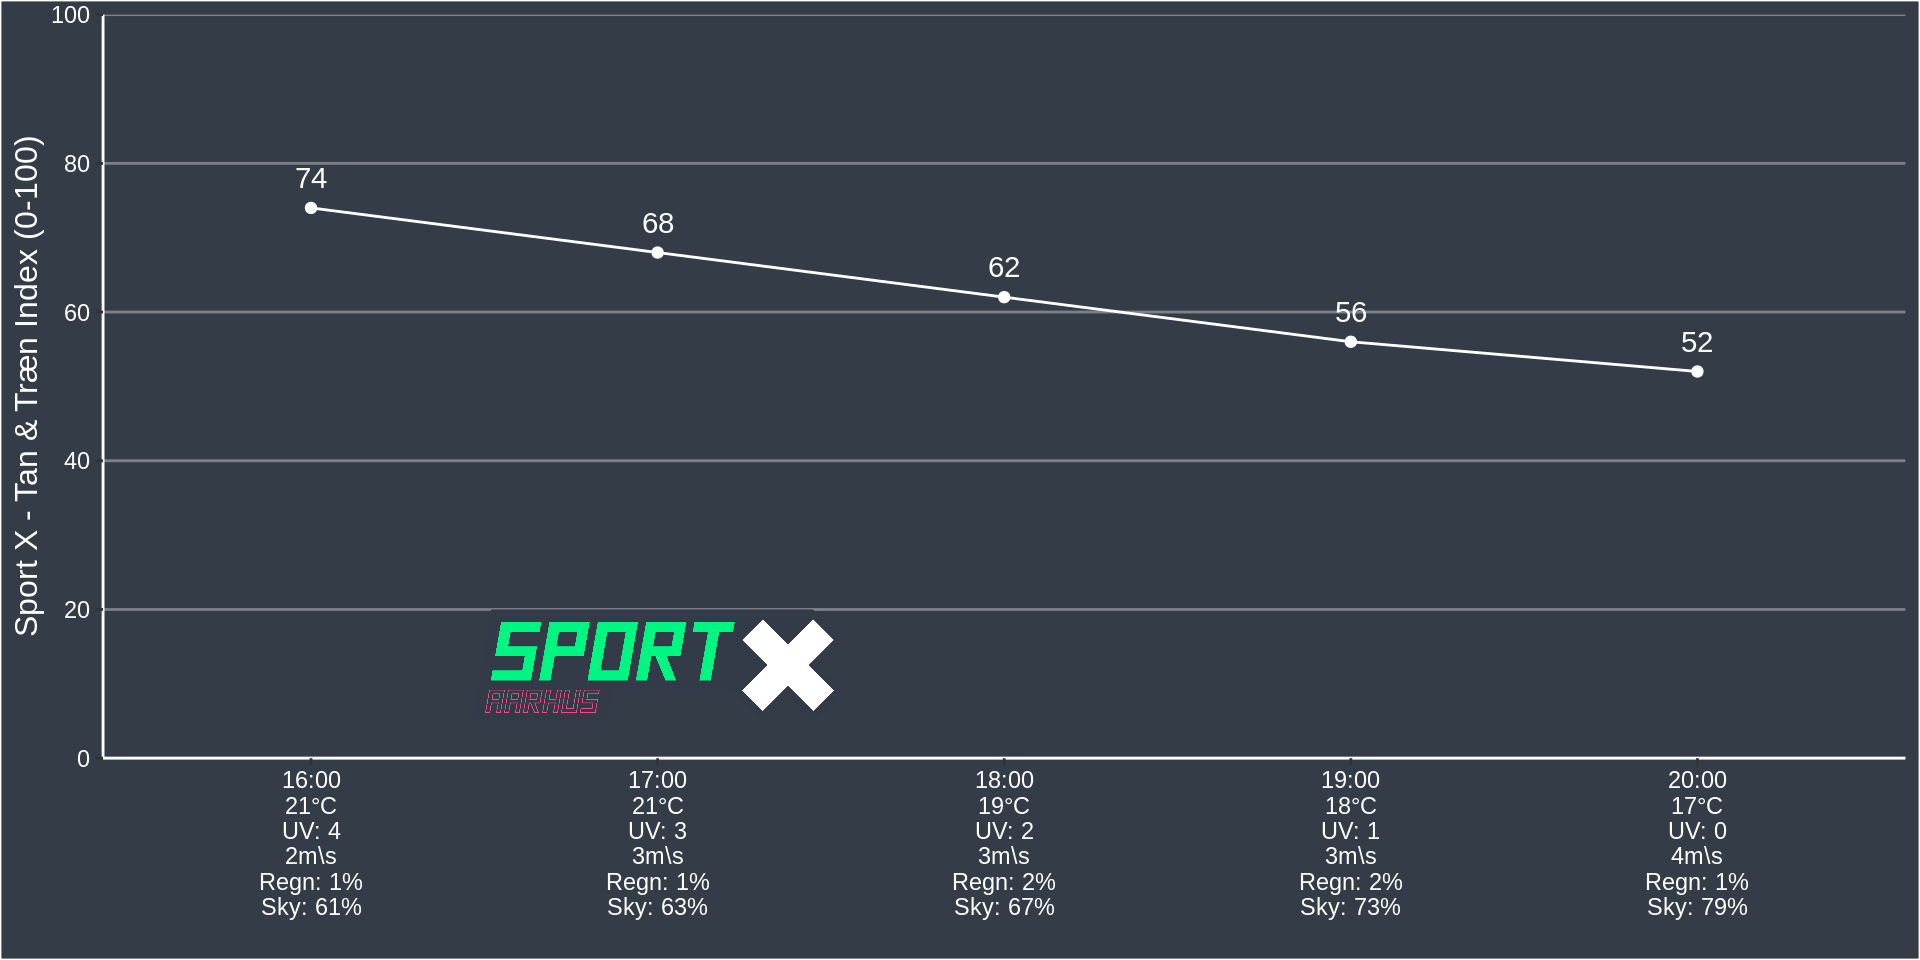 Sport X - Tan & Træn Index (0-100)
100
80
60
40
20
0
74
68
62
56
52
SPORT X
AARHUS
16:00
21°C
UV: 4
2m\s
Regn: 1%
Sky: 61%
17:00
21°C
UV: 3
3m\s
Regn: 1%
Sky: 63%
18:00
19°C
UV: 2
3m\s
Regn: 2%
Sky: 67%
19:00
18°C
UV: 1
3m\s
Regn: 2%
Sky: 73%
20:00
17°C
UV: 0
4m\s
Regn: 1%
Sky: 79%